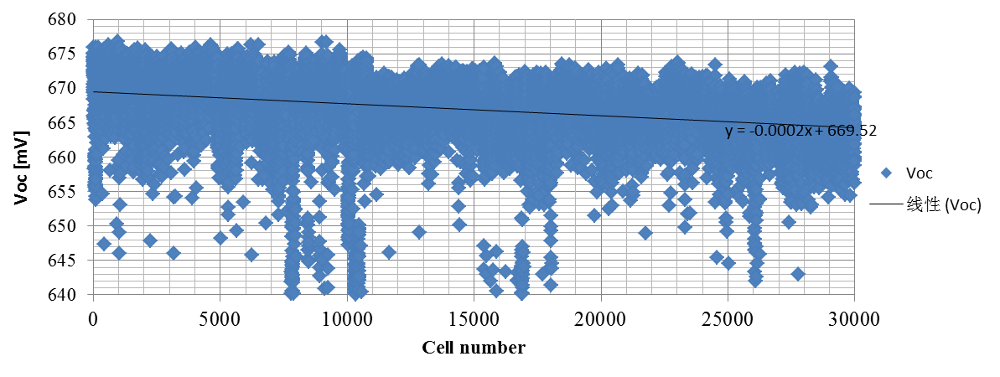 680
675
670
665
660
655
650
645
640
Voc [mV]
0 5000 10000 15000 20000 25000 30000
Cell number
y = -0.0002x + 669.52
Voc
线性 (Voc)